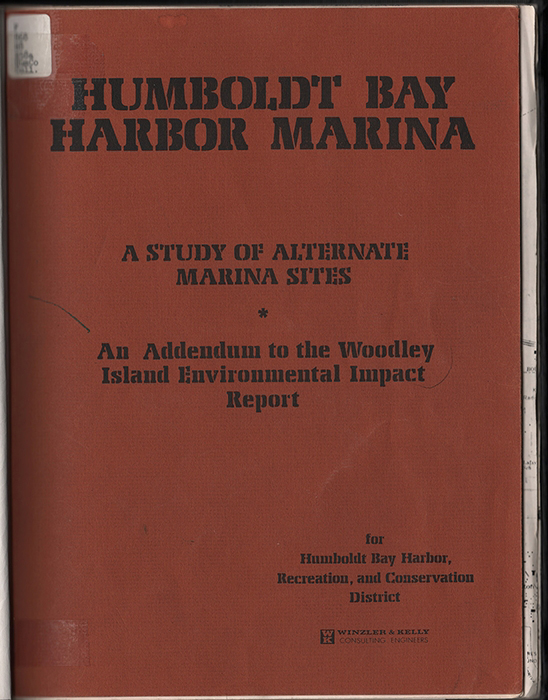 HUMBOLDT BAY
HARBOR MARINA
A STUDY OF ALTERNATE
MARINA SITES
*
An Addendum to the Woodley
Island Environmental Impact
Report
for
Humboldt Bay Harbor,
Recreation, and Conservation
District
WK WINZLER & KELLY
CONSULTING ENGINEERS